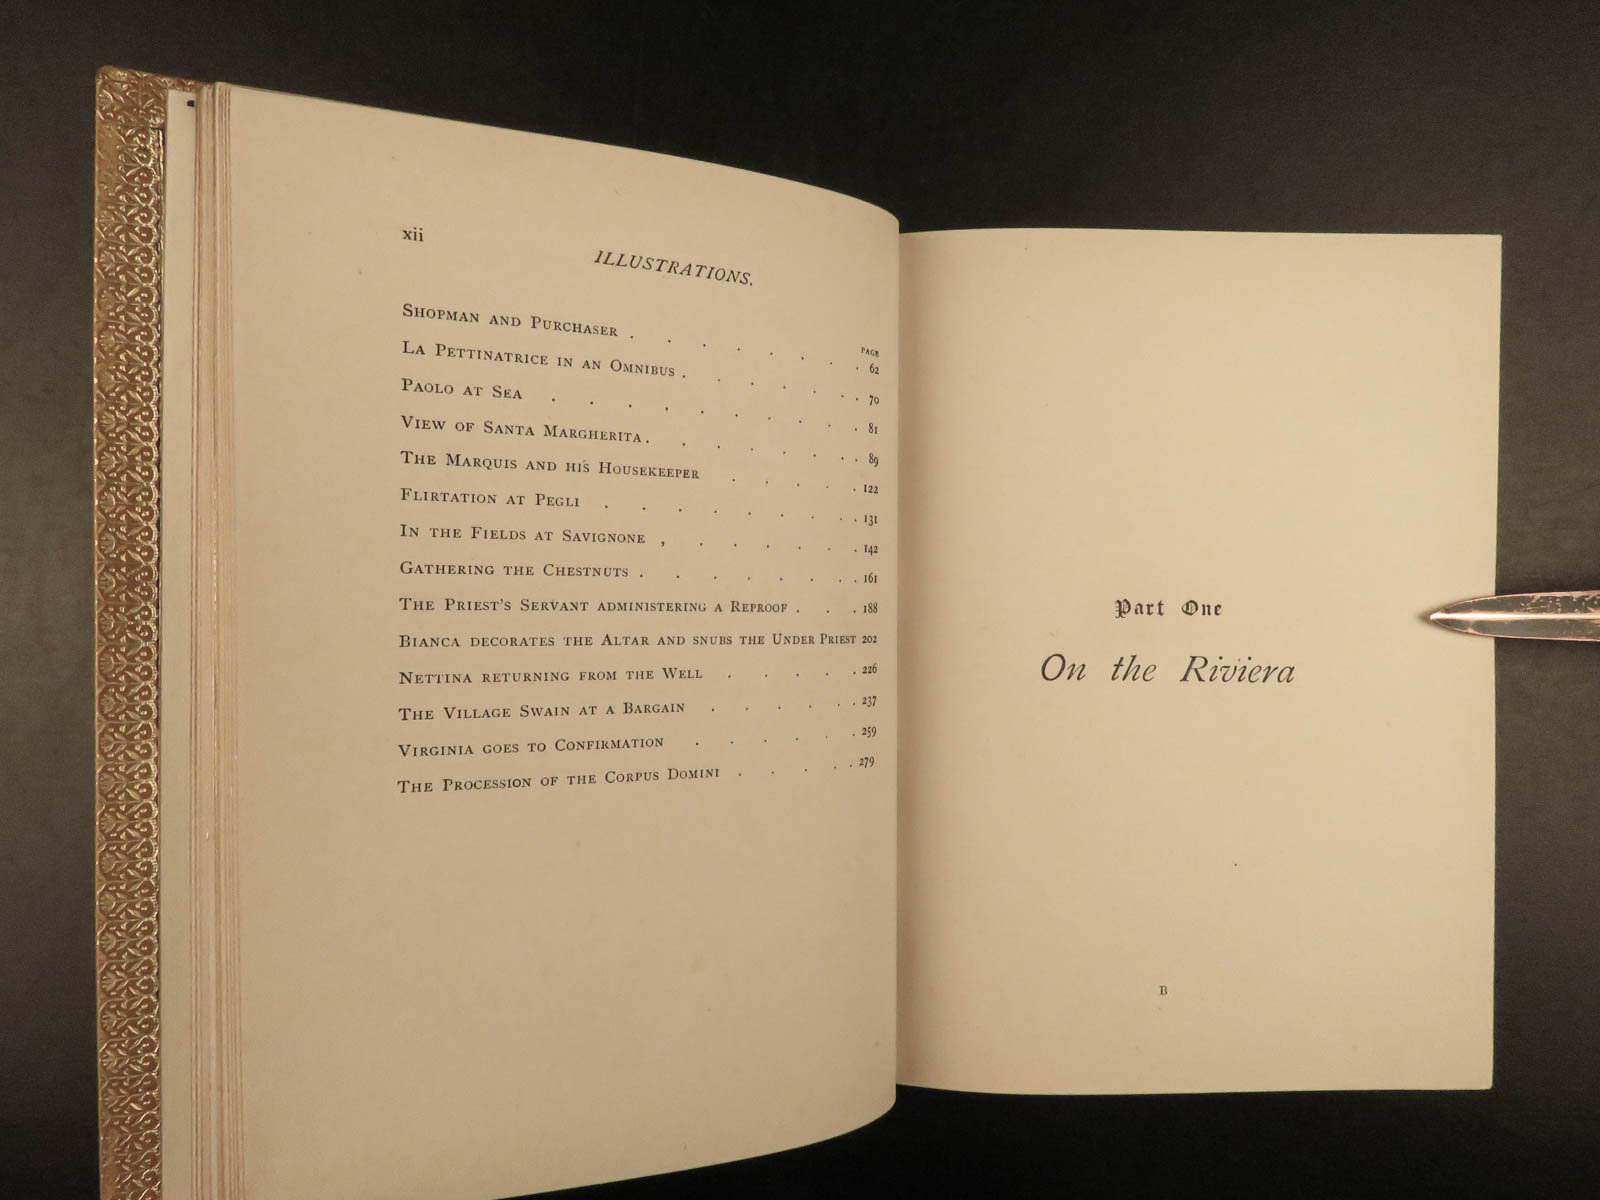 xii
ILLUSTRATIONS.
PAGE
SHOPMAN AND PURCHASER . . . . . . . . 62
LA PETTINATRICE IN AN OMNIBUS . . . . . . . 70
PAOLO AT SEA . . . . . . . . . 81
VIEW OF SANTA MARGHERITA . . . . . . . 89
THE MARQUIS AND HIS HOUSEKEEPER . . . . . 122
FLIRTATION AT PEGLI . . . . . . . . 131
IN THE FIELDS AT SAVIGNONE , . . . . . . 142
GATHERING THE CHESTNUTS . . . . . . . . 161
THE PRIEST'S SERVANT ADMINISTERING A REPROOF . . . 188
BIANCA DECORATES THE ALTAR AND SNUBS THE UNDER PRIEST 202
NETTINA RETURNING FROM THE WELL . . . . . 226
THE VILLAGE SWAIN AT A BARGAIN . . . . . . 237
VIRGINIA GOES TO CONFIRMATION . . . . . . 259
THE PROCESSION OF THE CORPUS DOMINI . . . . . 279
Part One
On the Riviera
B